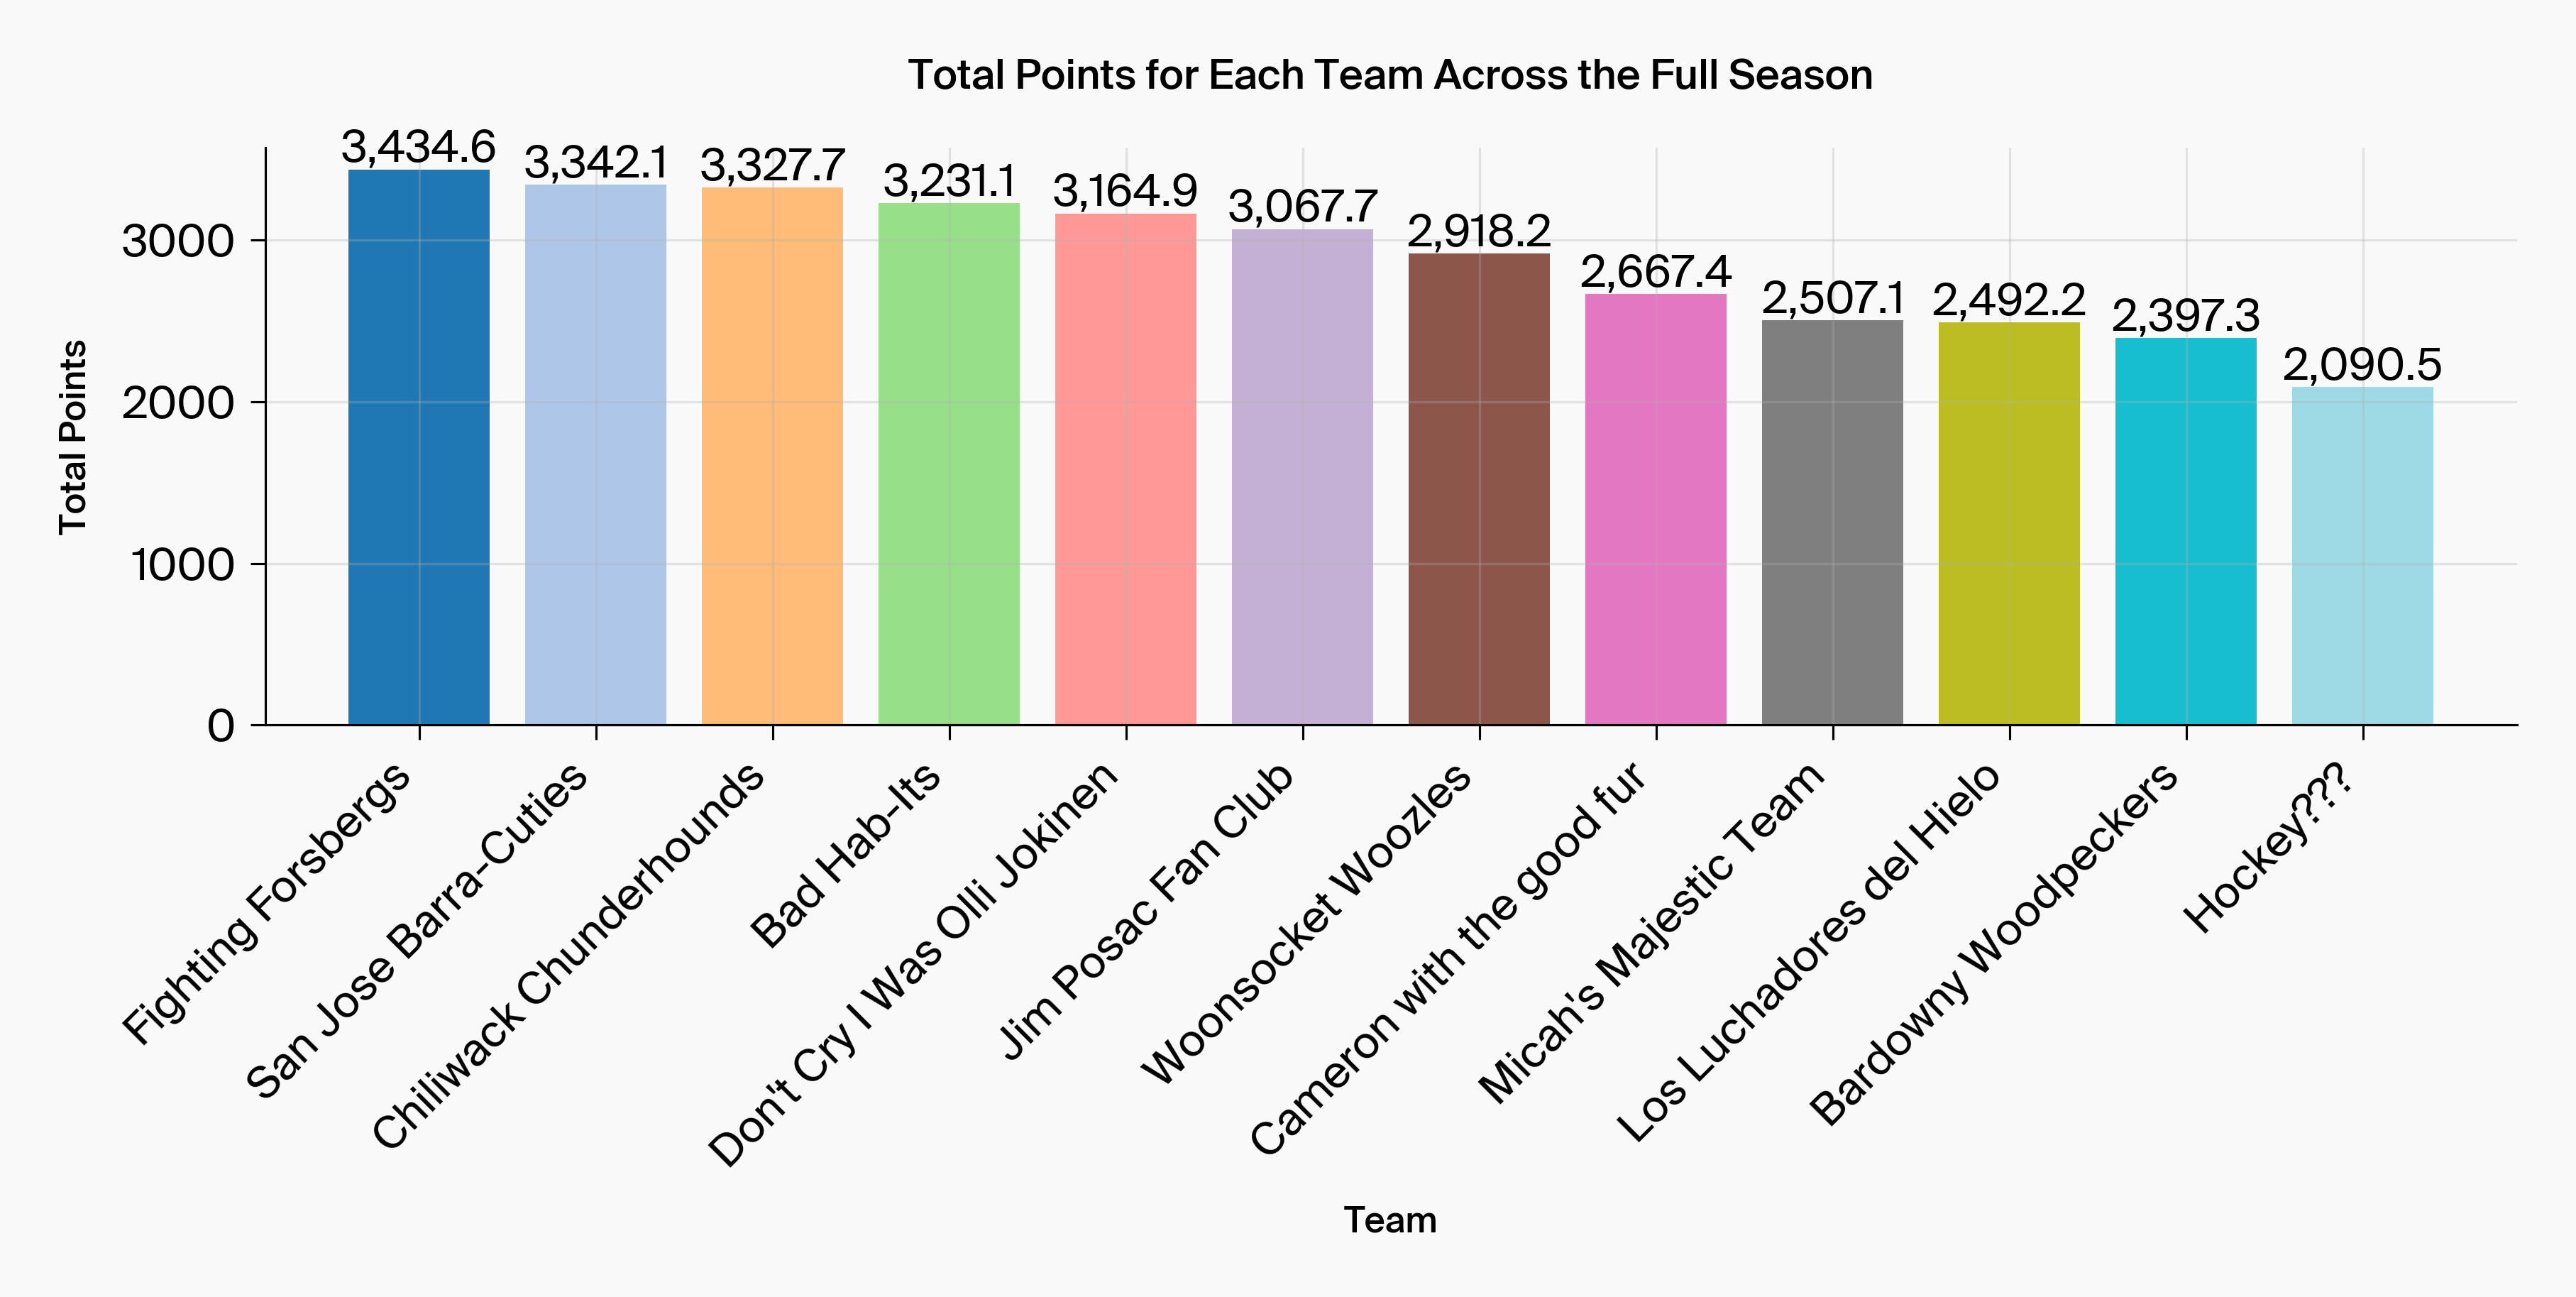 Total Points for Each Team Across the Full Season
3,434.6
3,342.1
3,327.7
3,231.1
3,164.9
3,067.7
2,918.2
2,667.4
2,507.1
2,492.2
2,397.3
2,090.5
Total Points
3000
2000
1000
0
Fighting Forsbergs
San Jose Barra-Cuties
Chiliwack Chunderhounds
Bad Hab-Its
Don't Cry I Was Olli Jokinen
Jim Posac Fan Club
Woonsocket Woozles
Cameron with the good fur
Micah's Majestic Team
Los Luchadores del Hielo
Bardowny Woodpeckers
Hockey???
Team